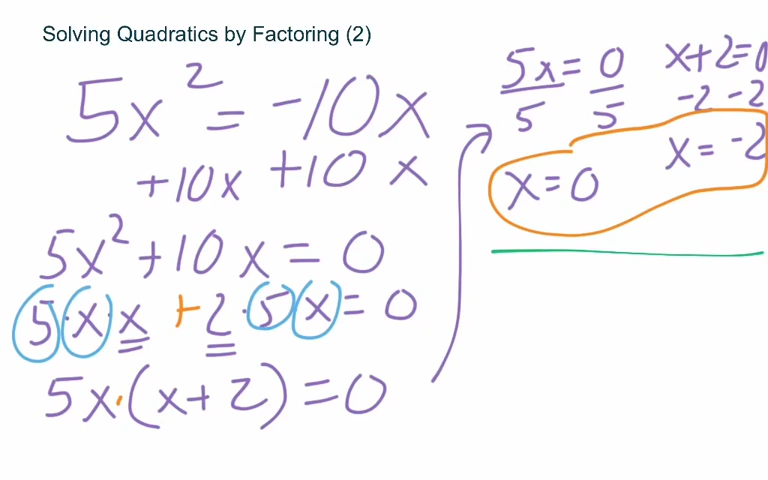 Solving Quadratics by Factoring (2)
5x² = -10x
+10x +10x
5x² + 10x = 0
5·x·x + 2·5·x = 0
5x·(x+2) = 0
5x = 0
5 5
x = 0
x+2=0
-2 -2
x = -2